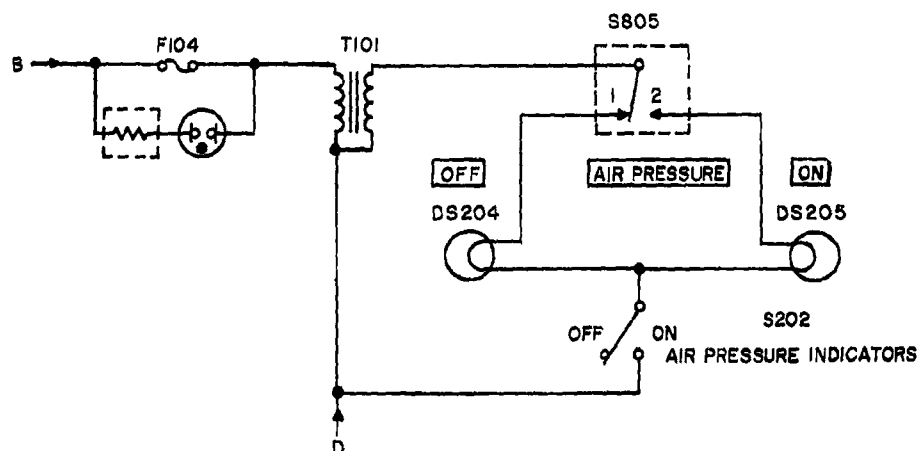 S805
F104
T101
B
1 2
OFF
AIR PRESSURE
ON
DS204
DS205
S202
OFF
ON
AIR PRESSURE INDICATORS
D